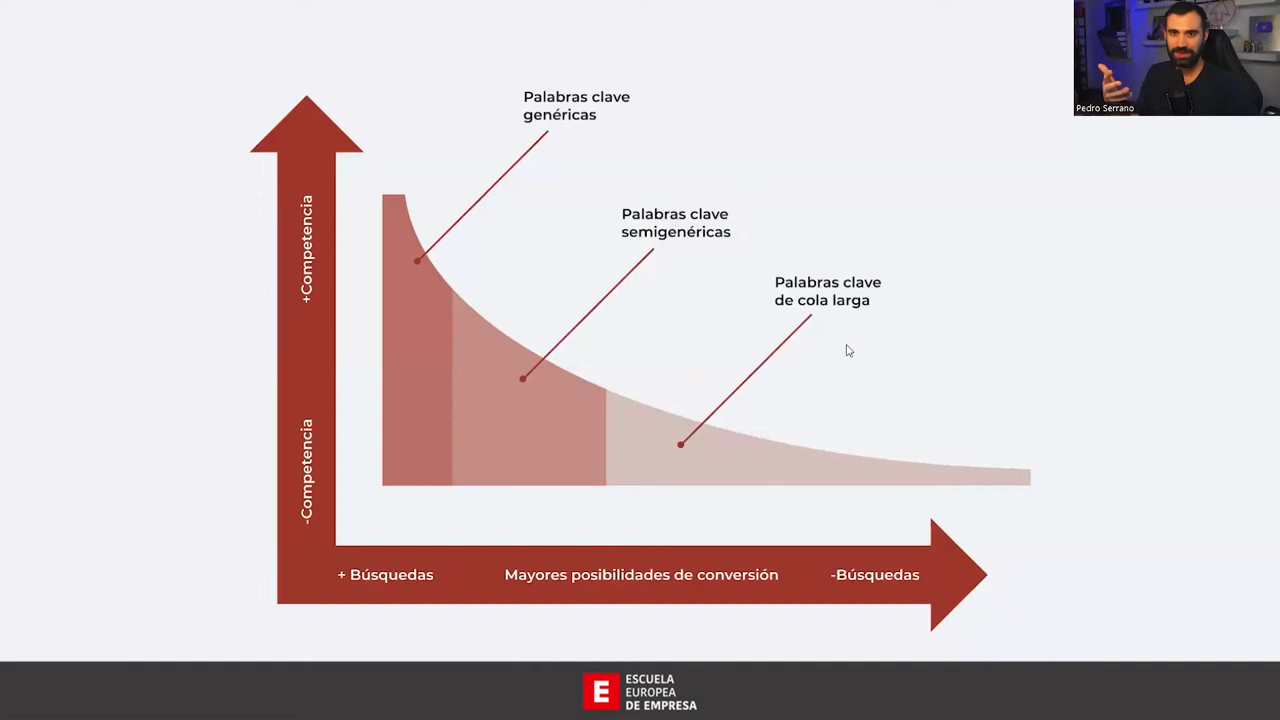 Pedro Serrano
Palabras clave
genéricas
Palabras clave
semigenéricas
Palabras clave
de cola larga
+Competencia
-Competencia
+ Búsquedas
Mayores posibilidades de conversión
-Búsquedas
E
ESCUELA
EUROPEA
DE EMPRESA